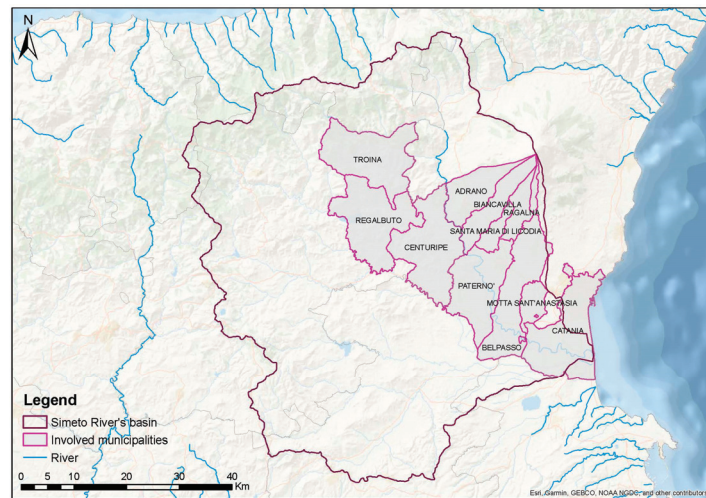 N
TROINA
ADRANO
BIANCAVILLA
RAGALNA
REGALBUTO
SANTA MARIA DI LICODIA
CENTURIPE
PATERNO'
MOTTA SANT'ANASTASIA
CATANIA
BELPASSO
Legend
Simeto River's basin
Involved municipalities
River
0 5 10 20 30 40
Km
Esri, Garmin, GEBCO, NOAA NGDC, and other contributors